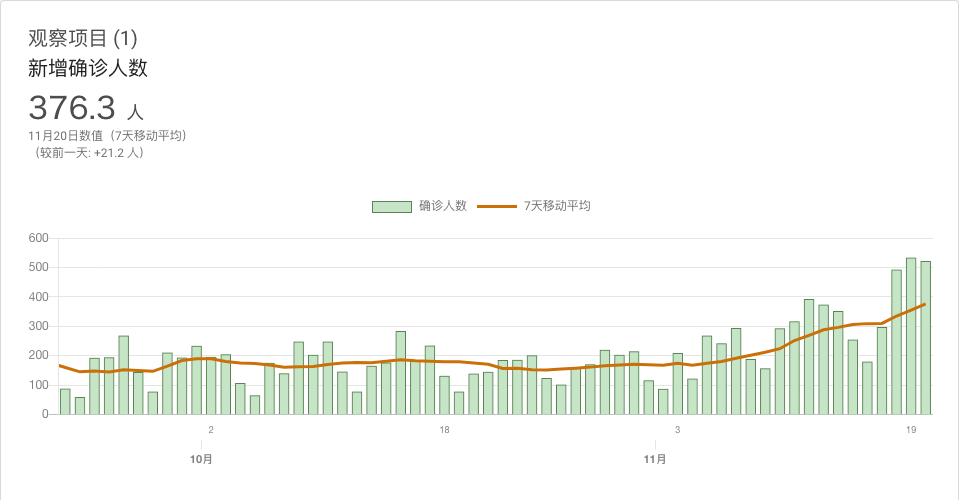 观察项目 (1)
新增确诊人数
376.3 人
11月20日数值（7天移动平均）
（较前一天: +21.2 人）
确诊人数 7天移动平均
600
500
400
300
200
100
0
2 18 3 19
10月 11月